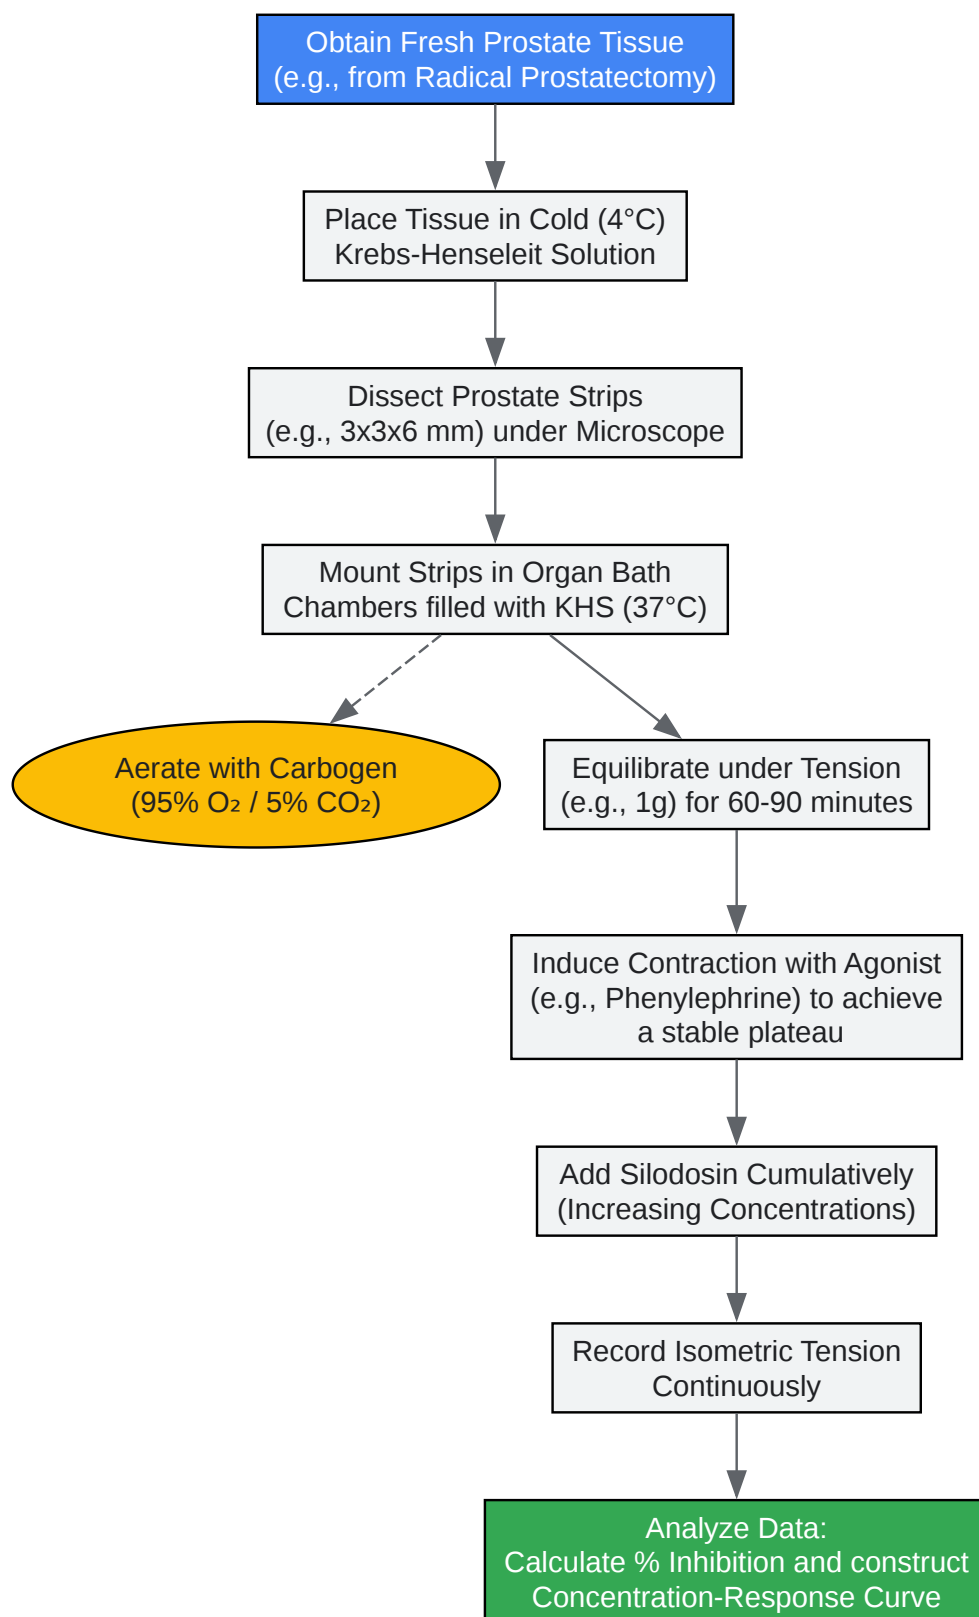 Obtain Fresh Prostate Tissue
(e.g., from Radical Prostatectomy)
Place Tissue in Cold (4°C)
Krebs-Henseleit Solution
Dissect Prostate Strips
(e.g., 3x3x6 mm) under Microscope
Mount Strips in Organ Bath
Chambers filled with KHS (37°C)
Aerate with Carbogen
(95% O₂ / 5% CO₂)
Equilibrate under Tension
(e.g., 1g) for 60-90 minutes
Induce Contraction with Agonist
(e.g., Phenylephrine) to achieve
a stable plateau
Add Silodosin Cumulatively
(Increasing Concentrations)
Record Isometric Tension
Continuously
Analyze Data:
Calculate % Inhibition and construct
Concentration-Response Curve